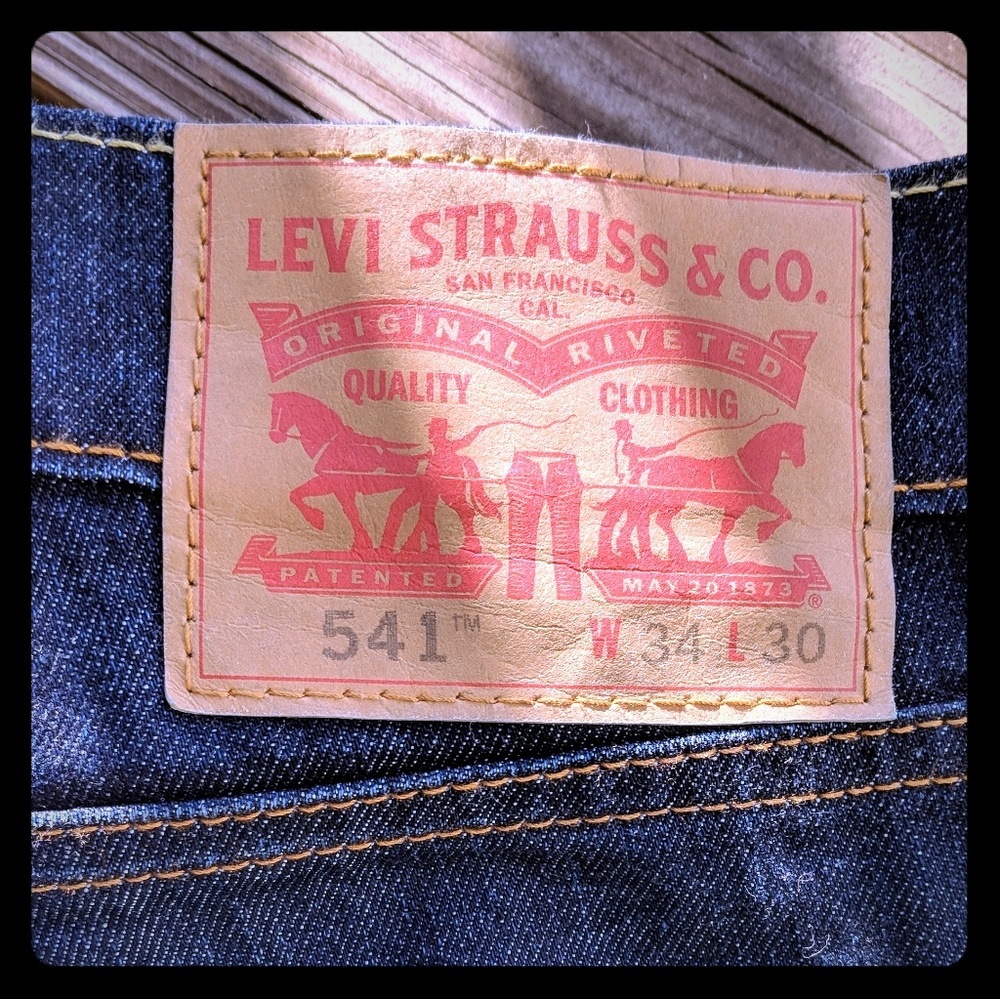 LEVI STRAUSS & CO.
SAN FRANCISCO
CAL.
ORIGINAL RIVETED
QUALITY CLOTHING
PATENTED MAY 20 1873 ®
541™ W 34 L 30